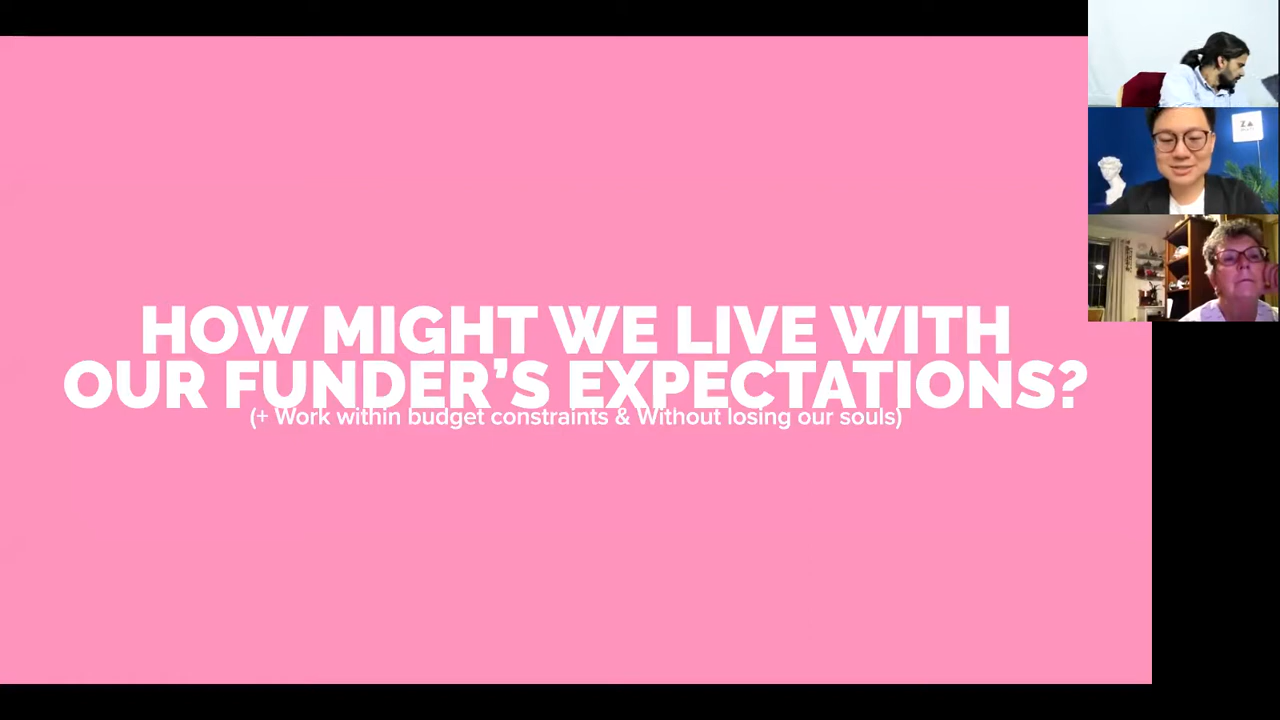 HOW MIGHT WE LIVE WITH
OUR FUNDER’S EXPECTATIONS?
(+ Work within budget constraints & Without losing our souls)